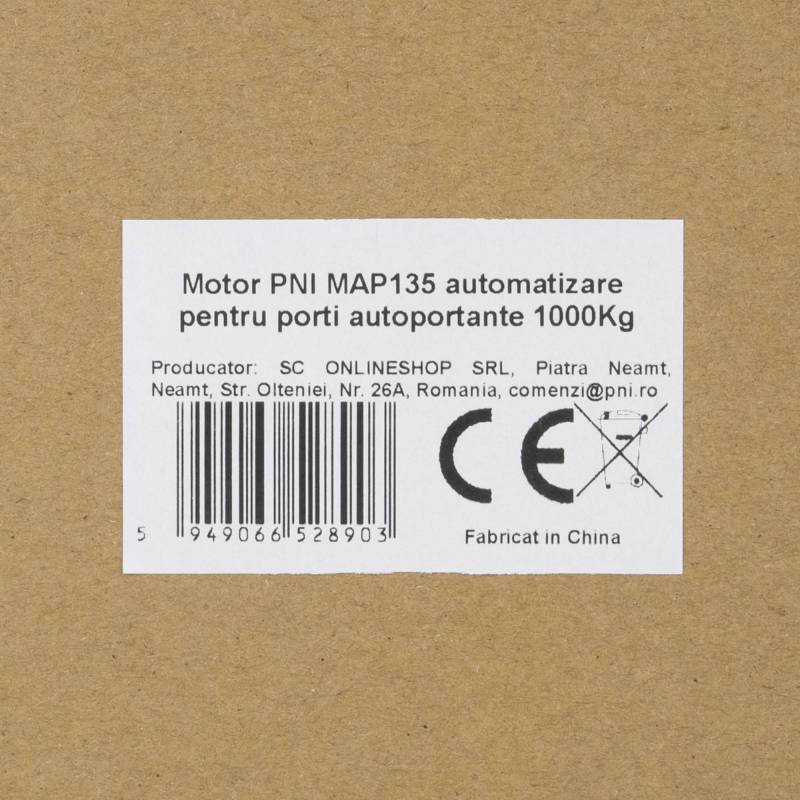 Motor PNI MAP135 automatizare
pentru porti autoportante 1000Kg
Producator: SC ONLINESHOP SRL, Piatra Neamt,
Neamt, Str. Olteniei, Nr. 26A, Romania, comenzi@pni.ro
CE
5 949066 528903
Fabricat in China